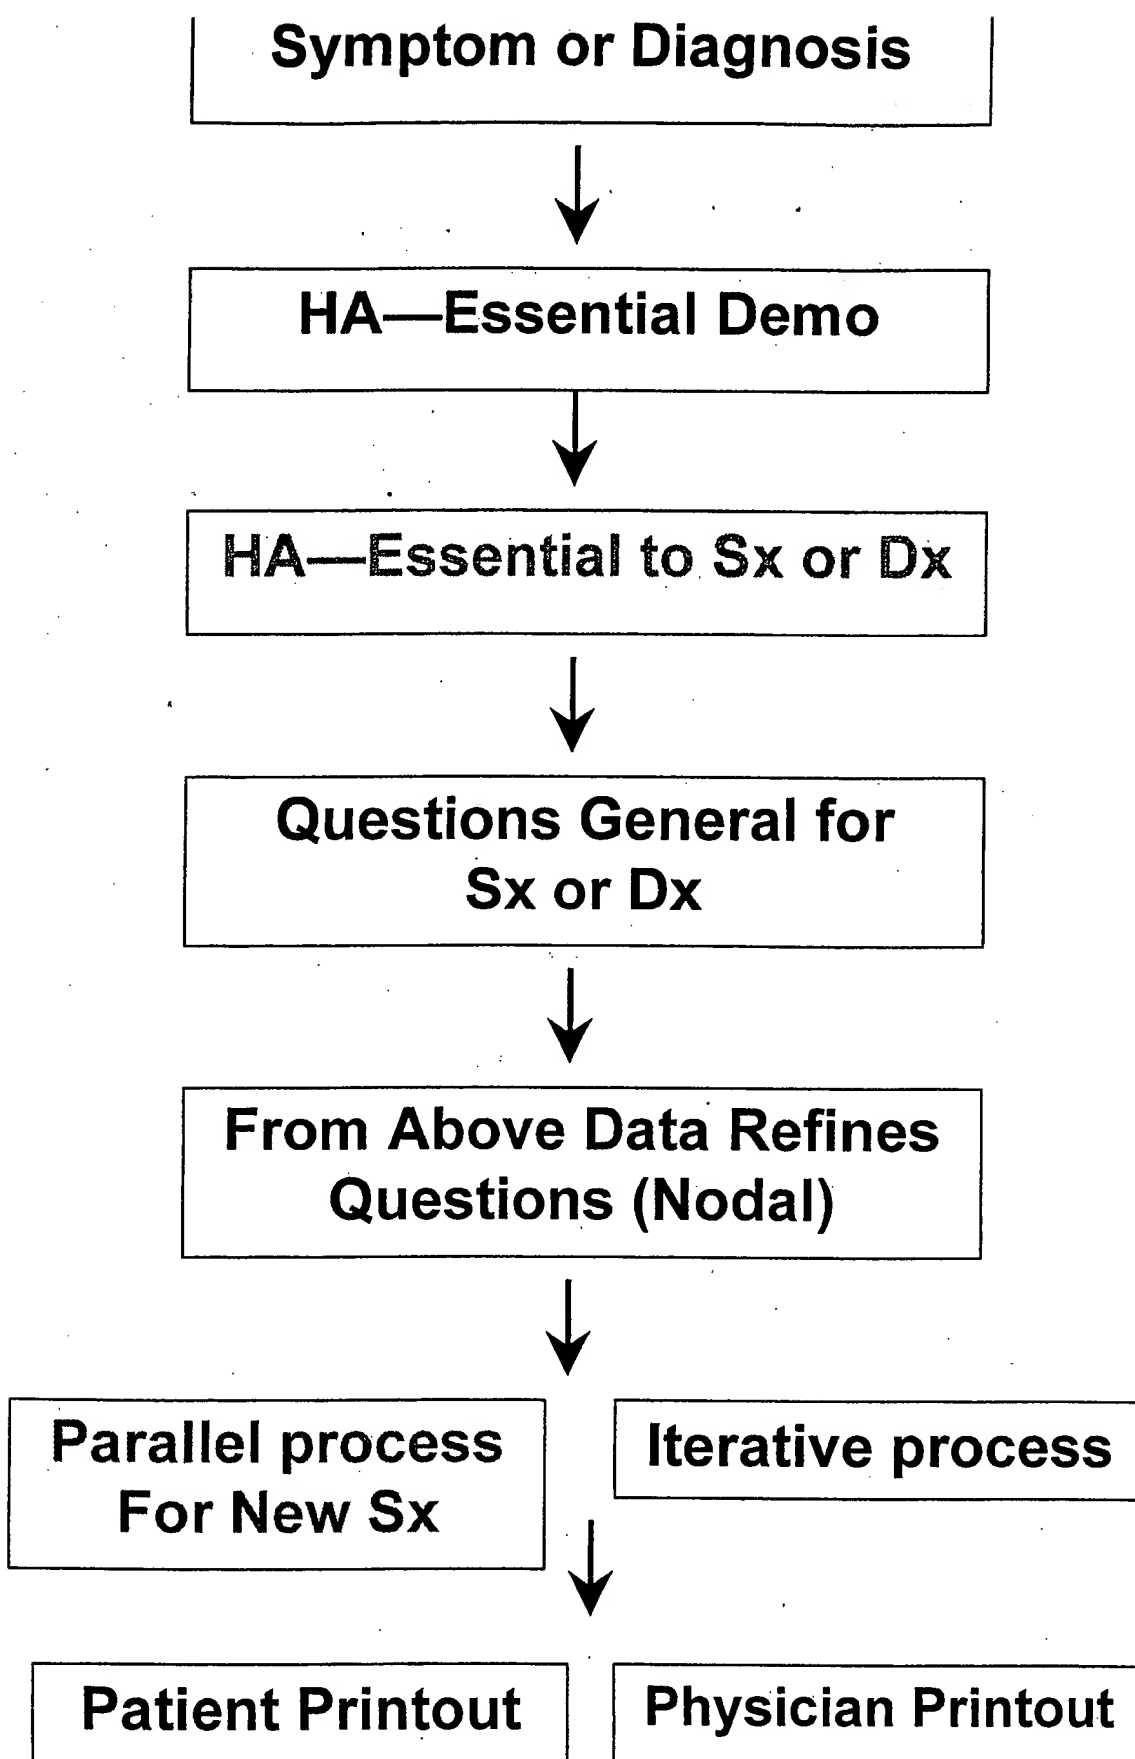 Symptom or Diagnosis
HA—Essential Demo
HA—Essential to Sx or Dx
Questions General for
Sx or Dx
From Above Data Refines
Questions (Nodal)
Parallel process
For New Sx
Iterative process
Patient Printout
Physician Printout